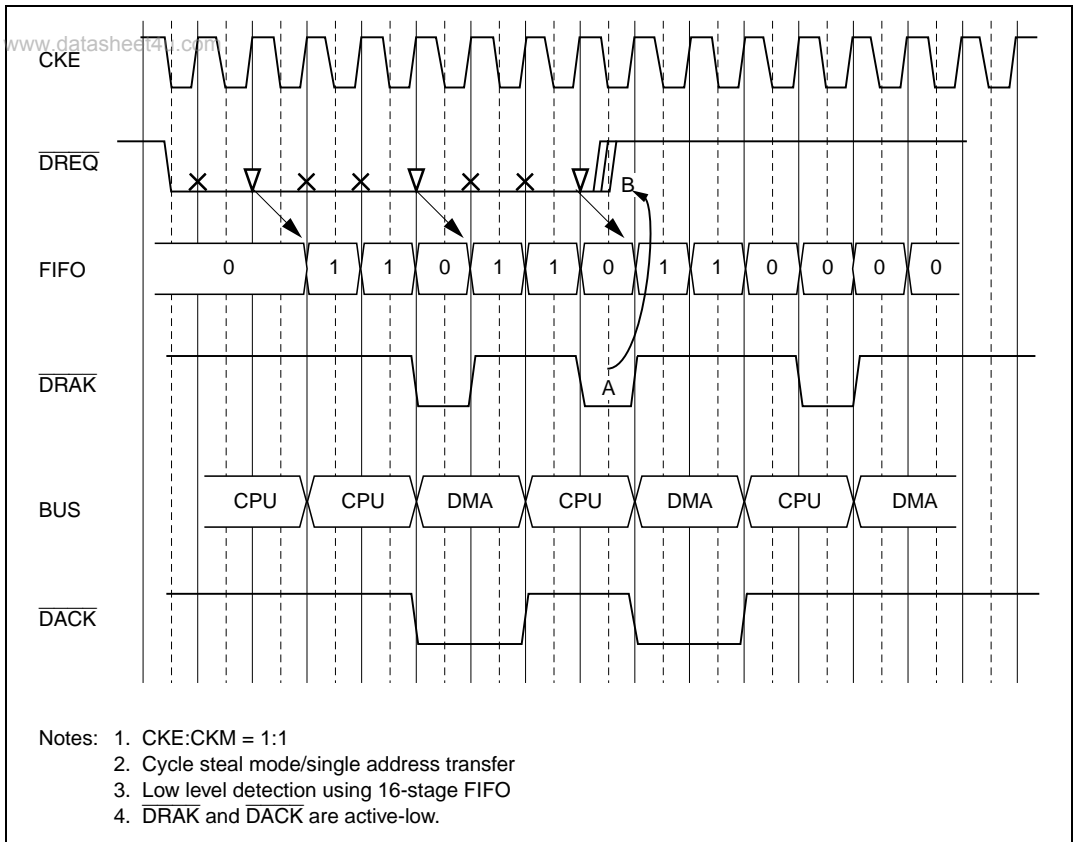 www.datasheet4u.com
CKE
DREQ
B
FIFO 0 1 1 0 1 1 0 1 1 0 0 0 0
DRAK
A
BUS CPU CPU DMA CPU DMA CPU DMA
DACK
Notes: 1. CKE:CKM = 1:1
2. Cycle steal mode/single address transfer
3. Low level detection using 16-stage FIFO
4. DRAK and DACK are active-low.